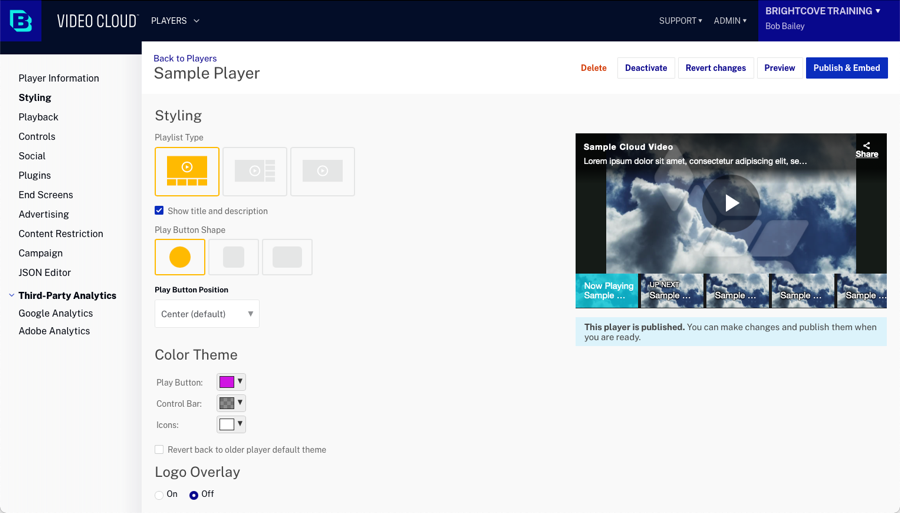 VIDEO CLOUD
PLAYERS
SUPPORT
ADMIN
BRIGHTCOVE TRAINING
Bob Bailey
Player Information
Styling
Playback
Controls
Social
Plugins
End Screens
Advertising
Content Restriction
Campaign
JSON Editor
Third-Party Analytics
Google Analytics
Adobe Analytics
Back to Players
Sample Player
Delete
Deactivate
Revert changes
Preview
Publish & Embed
Styling
Playlist Type
Show title and description
Play Button Shape
Play Button Position
Center (default)
Color Theme
Play Button:
Control Bar:
Icons:
Revert back to older player default theme
Logo Overlay
On
Off
Sample Cloud Video
Lorem ipsum dolor sit amet, consectetur adipiscing elit, se...
Share
Now Playing
Sample ...
UP NEXT
Sample ...
Sample ...
Sample ...
Sample ...
This player is published. You can make changes and publish them when
you are ready.